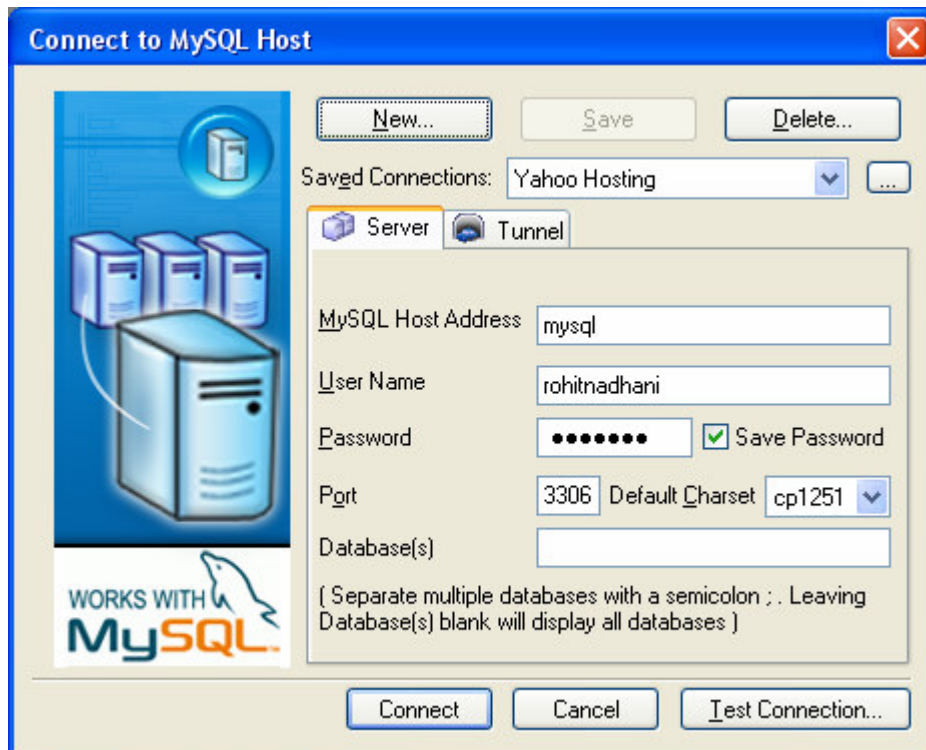 Connect to MySQL Host
New... Save Delete...
Saved Connections: Yahoo Hosting ...
Server Tunnel
MySQL Host Address mysql
User Name rohitnadhani
Password ●●●●●●● Save Password
Port 3306 Default Charset cp1251
Database(s)
( Separate multiple databases with a semicolon ; . Leaving
Database(s) blank will display all databases )
WORKS WITH
MySQL™
Connect Cancel Test Connection...